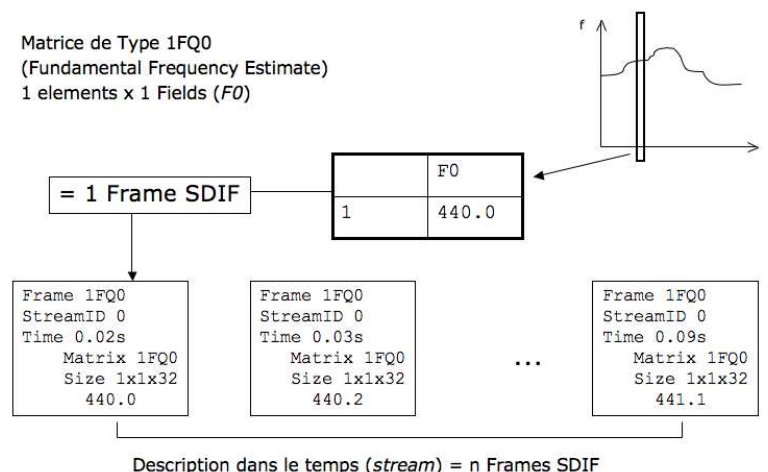 Matrice de Type 1FQ0
(Fundamental Frequency Estimate)
1 elements x 1 Fields (F0)
f
F0
1 440.0
= 1 Frame SDIF
Frame 1FQ0
StreamID 0
Time 0.02s
Matrix 1FQ0
Size 1x1x32
440.0
Frame 1FQ0
StreamID 0
Time 0.03s
Matrix 1FQ0
Size 1x1x32
440.2
...
Frame 1FQ0
StreamID 0
Time 0.09s
Matrix 1FQ0
Size 1x1x32
441.1
Description dans le temps (stream) = n Frames SDIF